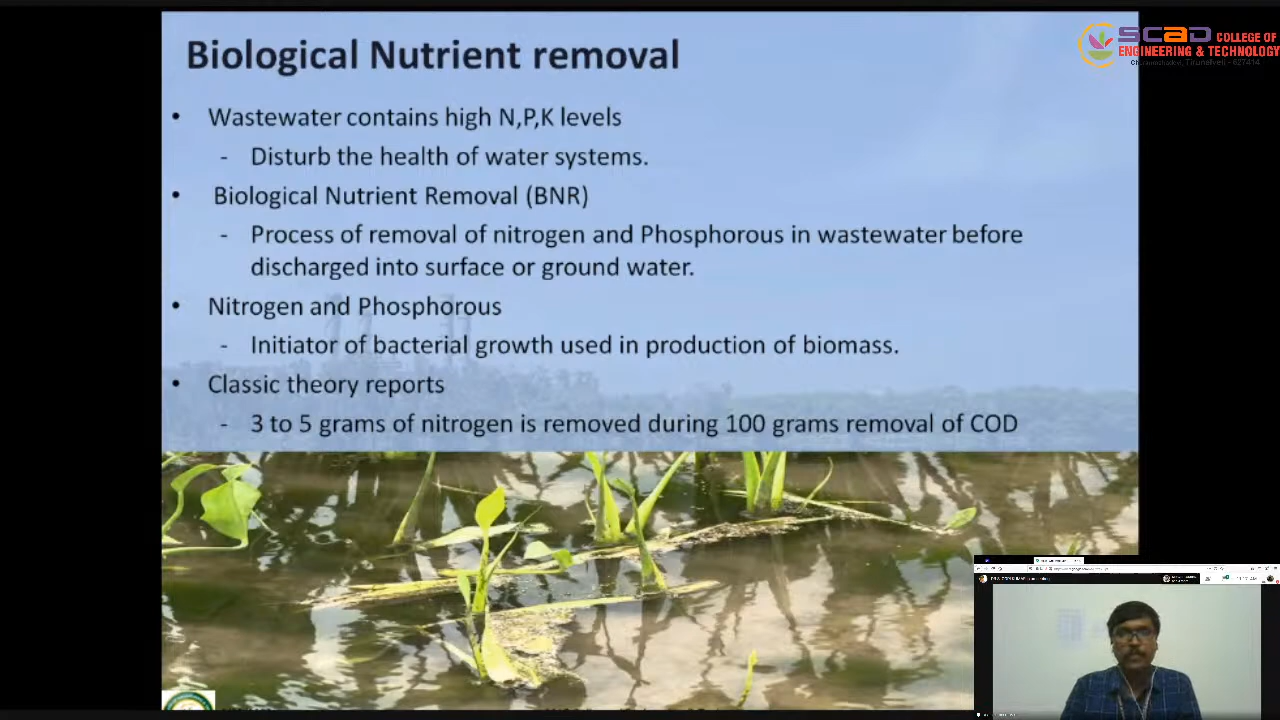 Biological Nutrient removal
SCAD COLLEGE OF
ENGINEERING & TECHNOLOGY
Tirunelveli - 627414
• Wastewater contains high N,P,K levels
- Disturb the health of water systems.
• Biological Nutrient Removal (BNR)
- Process of removal of nitrogen and Phosphorous in wastewater before
discharged into surface or ground water.
• Nitrogen and Phosphorous
- Initiator of bacterial growth used in production of biomass.
• Classic theory reports
- 3 to 5 grams of nitrogen is removed during 100 grams removal of COD